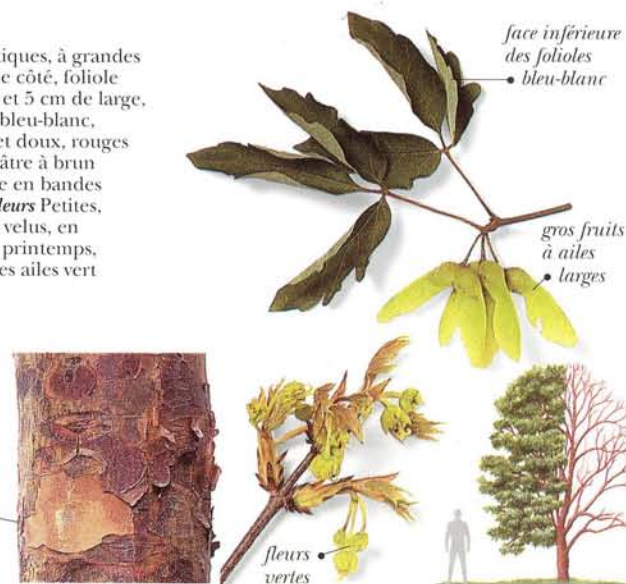 iques, à grandes
e côté, foliole
et 5 cm de large,
bleu-blanc,
et doux, rouges
âtre à brun
e en bandes
leurs Petites,
velus, en
printemps,
es ailes vert
face inférieure
des folioles
bleu-blanc
gros fruits
à ailes
larges
fleurs
vertes